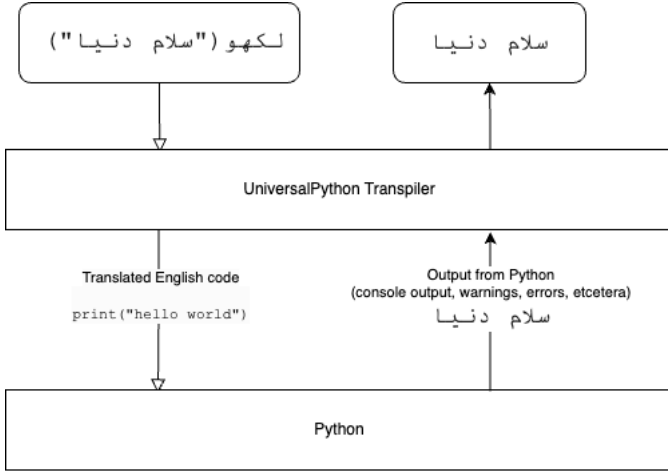 لکھو("سلام دنیا")
سلام دنیا
UniversalPython Transpiler
Translated English code
print("hello world")
Output from Python
(console output, warnings, errors, etcetera)
سلام دنیا
Python